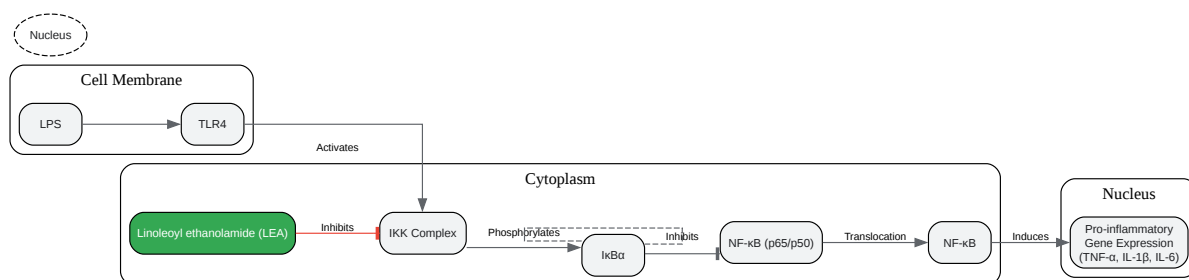 Nucleus
Cell Membrane
LPS
TLR4
Activates
Cytoplasm
Linoleoyl ethanolamide (LEA)
Inhibits
IKK Complex
Phosphorylates
IκBα
Inhibits
NF-κB (p65/p50)
Translocation
NF-κB
Induces
Nucleus
Pro-inflammatory
Gene Expression
(TNF-α, IL-1β, IL-6)